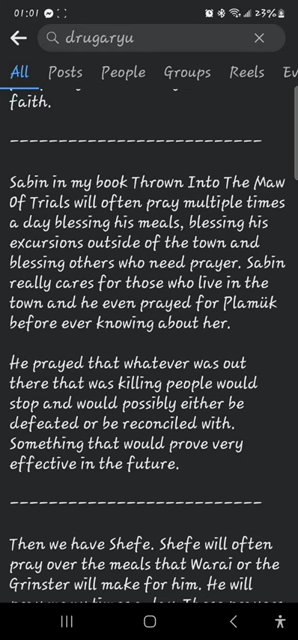 01:01
23%
drugaryu
All Posts People Groups Reels Ev
faith.
--------------------------
Sabin in my book Thrown Into The Maw
Of Trials will often pray multiple times
a day blessing his meals, blessing his
excursions outside of the town and
blessing others who need prayer. Sabin
really cares for those who live in the
town and he even prayed for Plamük
before ever knowing about her.
He prayed that whatever was out
there that was killing people would
stop and would possibly either be
defeated or be reconciled with.
Something that would prove very
effective in the future.
--------------------------
Then we have Shefe. Shefe will often
pray over the meals that Warai or the
Grinster will make for him. He will